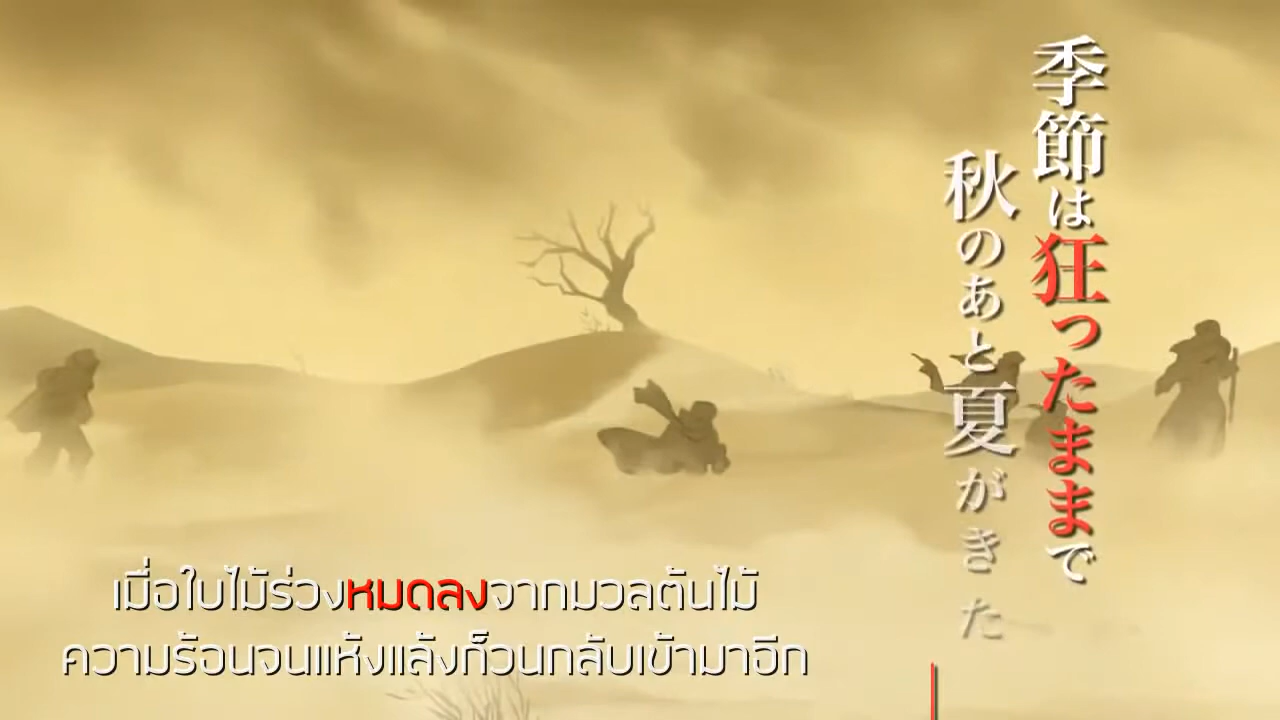 季節は狂ったままで
秋のあと夏がきた
เมื่อใบไม้ร่วงหมดลงจากมวลต้นไม้
ความร้อนจนแห้งแล้งก็วนกลับเข้ามาอีก